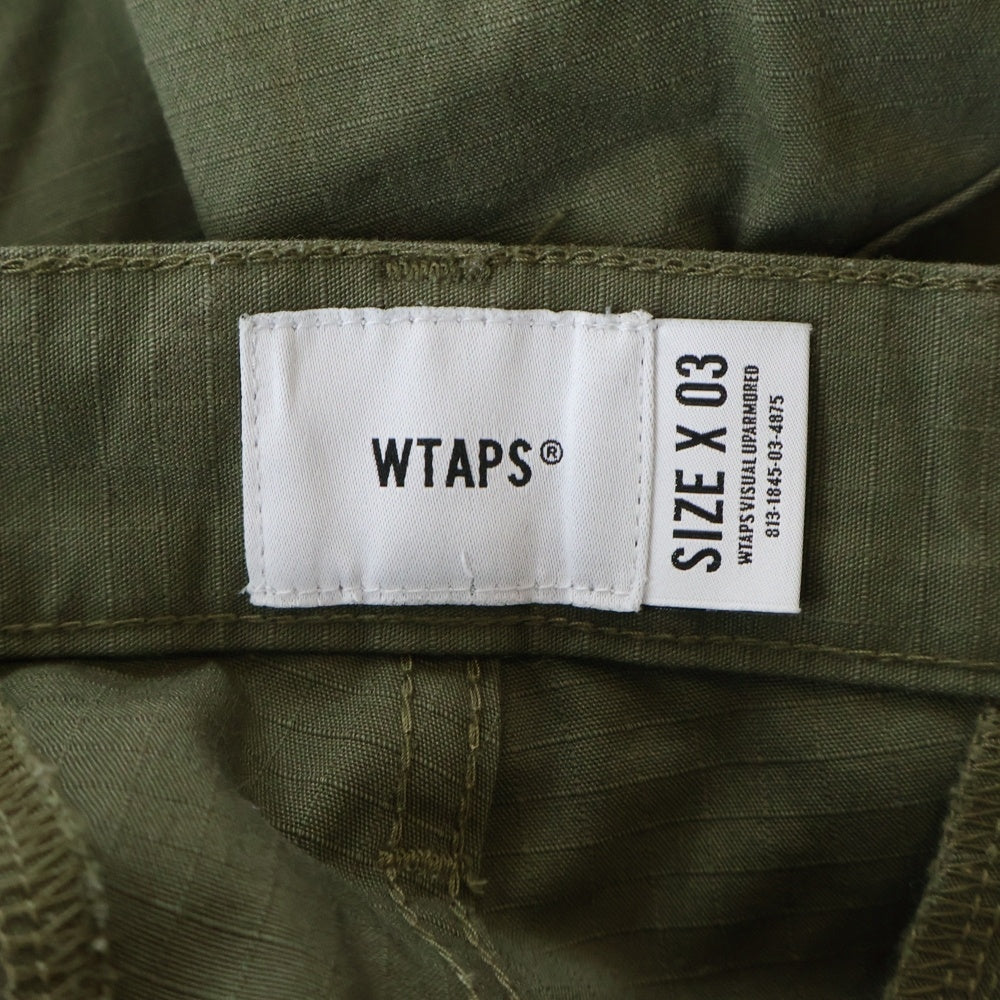 WTAPS®
SIZE X 03
WTAPS VISUAL UPARMORED
813-1845-03-4875